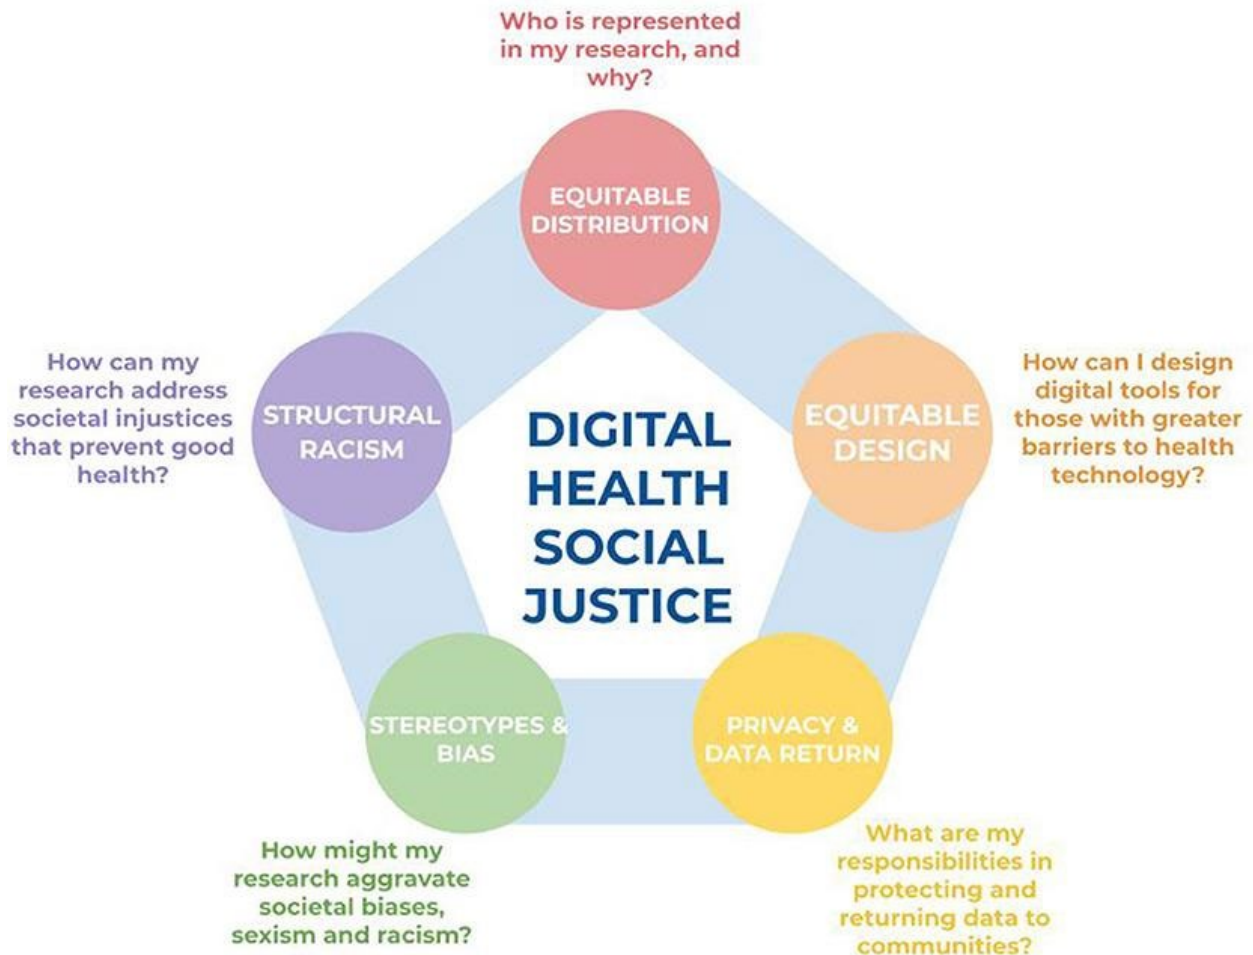 Who is represented
in my research, and
why?
EQUITABLE
DISTRIBUTION
How can my
research address
societal injustices
that prevent good
health?
STRUCTURAL
RACISM
DIGITAL
HEALTH
SOCIAL
JUSTICE
EQUITABLE
DESIGN
How can I design
digital tools for
those with greater
barriers to health
technology?
STEREOTYPES &
BIAS
PRIVACY &
DATA RETURN
How might my
research aggravate
societal biases,
sexism and racism?
What are my
responsibilities in
protecting and
returning data to
communities?